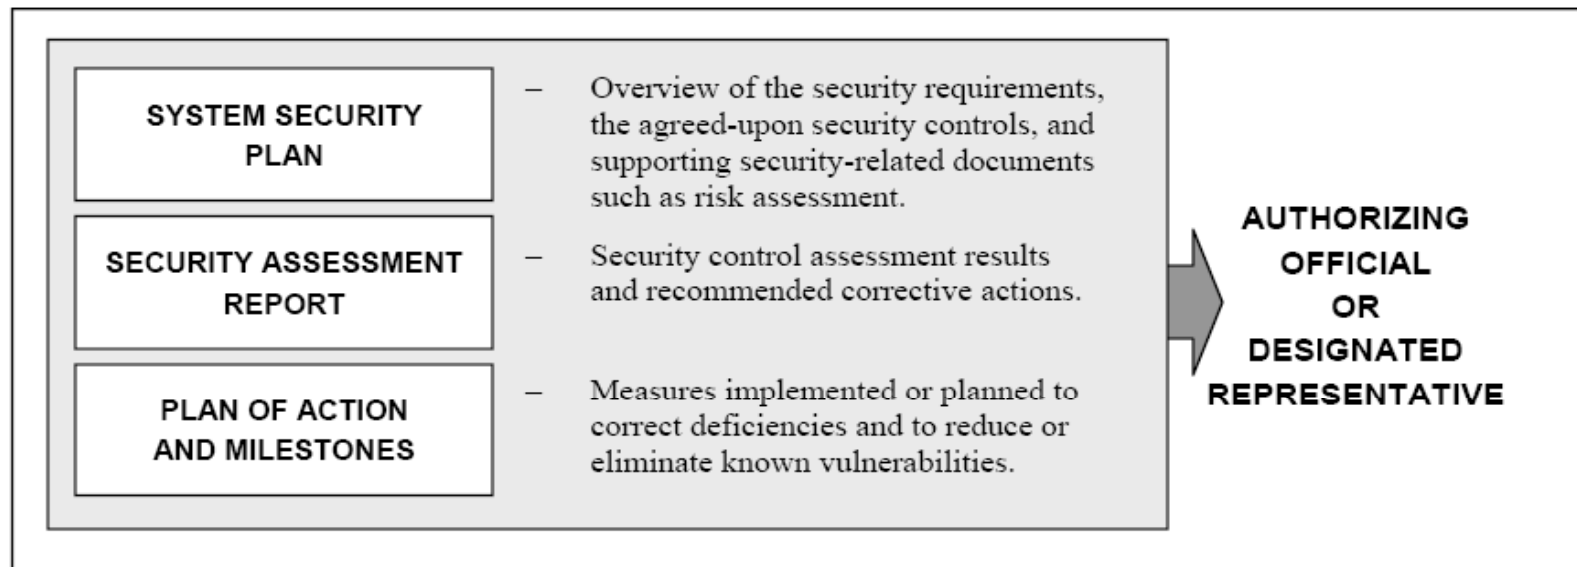 SYSTEM SECURITY
PLAN
– Overview of the security requirements,
the agreed-upon security controls, and
supporting security-related documents
such as risk assessment.
SECURITY ASSESSMENT
REPORT
– Security control assessment results
and recommended corrective actions.
PLAN OF ACTION
AND MILESTONES
– Measures implemented or planned to
correct deficiencies and to reduce or
eliminate known vulnerabilities.
AUTHORIZING
OFFICIAL
OR
DESIGNATED
REPRESENTATIVE